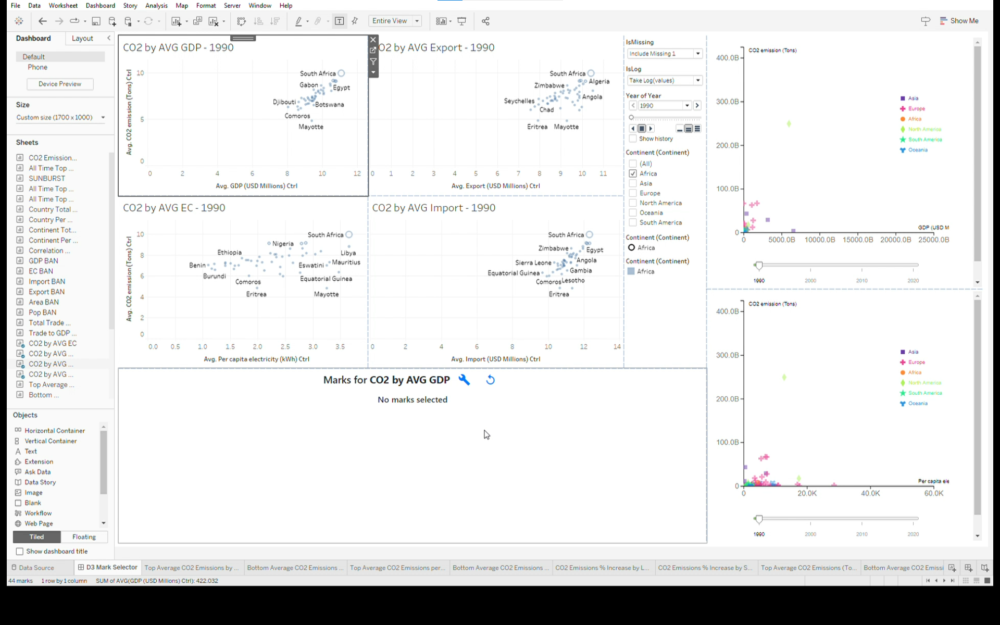 File Data Worksheet Dashboard Story Analysis Map Format Server Window Help
Entire View
Show Me
Dashboard Layout
Default
Phone
Device Preview
Size
Custom size (1700 x 1000)
Sheets
CO2 Emission...
All Time Top ...
SUNBURST
All Time Top ...
All Time Top ...
Country Total ...
Country Per ...
Continent Tot...
Continent Per ...
Correlation ...
GDP BAN
EC BAN
Import BAN
Export BAN
Area BAN
Pop BAN
Total Trade ...
Trade to GDP ...
CO2 by AVG EC
CO2 by AVG ...
CO2 by AVG ...
CO2 by AVG ...
Top Average ...
Bottom ...
Objects
Horizontal Container
Vertical Container
Text
Extension
Ask Data
Data Story
Image
Blank
Workflow
Web Page
Tiled Floating
Show dashboard title
CO2 by AVG GDP - 1990
Avg. CO2 emission (Tons) Ctrl
10
5
0
South Africa
Gabon
Egypt
Djibouti
Botswana
Comoros
Mayotte
0 2 4 6 8 10 12
Avg. GDP (USD Millions) Ctrl
O2 by AVG Export - 1990
South Africa
Algeria
Zimbabwe
Angola
Seychelles
Chad
Eritrea
Mayotte
0 1 2 3 4 5 6 7 8 9 10 11
Avg. Export (USD Millions) Ctrl
CO2 by AVG EC - 1990
Avg. CO2 emission (Tons) Ctrl
10
8
6
4
2
0
South Africa
Nigeria
Ethiopia
Libya
Benin
Eswatini
Mauritius
Burundi
Comoros
Equatorial Guinea
Eritrea
Mayotte
0.0 0.5 1.0 1.5 2.0 2.5 3.0 3.5
Avg. Per capita electricity (kWh) Ctrl
CO2 by AVG Import - 1990
South Africa
Zimbabwe
Egypt
Sierra Leone
Angola
Equatorial Guinea
Gambia
Comoros
Lesotho
Eritrea
0 2 4 6 8 10 12 14
Avg. Import (USD Millions) Ctrl
IsMissing
Include Missing 1
IsLog
Take Log(values)
Year of Year
1990
Show history
Continent (Continent)
(All)
Africa
Asia
Europe
North America
Oceania
South America
Continent (Continent)
Africa
Continent (Continent)
Africa
Marks for CO2 by AVG GDP
No marks selected
CO2 emission (Tons)
400.0B
300.0B
200.0B
100.0B
0
Asia
Europe
Africa
North America
South America
Oceania
GDP (USD M
0 5000.0B 10000.0B 15000.0B 20000.0B 25000.0B
1990 2000 2010 2020
CO2 emission (Tons)
400.0B
300.0B
200.0B
100.0B
0
Asia
Europe
Africa
North America
South America
Oceania
Per capita ele
0 20.0K 40.0K 60.0K
1990 2000 2010 2020
Data Source D3 Mark Selector Top Average CO2 Emissions by ... Bottom Average CO2 Emissions ... Top Average CO2 Emissions per... Bottom Average CO2 Emissions ... CO2 Emissions % Increase by L... CO2 Emissions % Increase by S... Top Average CO2 Emissions (To... Bottom Average CO2 Emissi
44 marks 1 row by 1 column SUM of AVG(GDP (USD Millions) Ctrl): 422.032